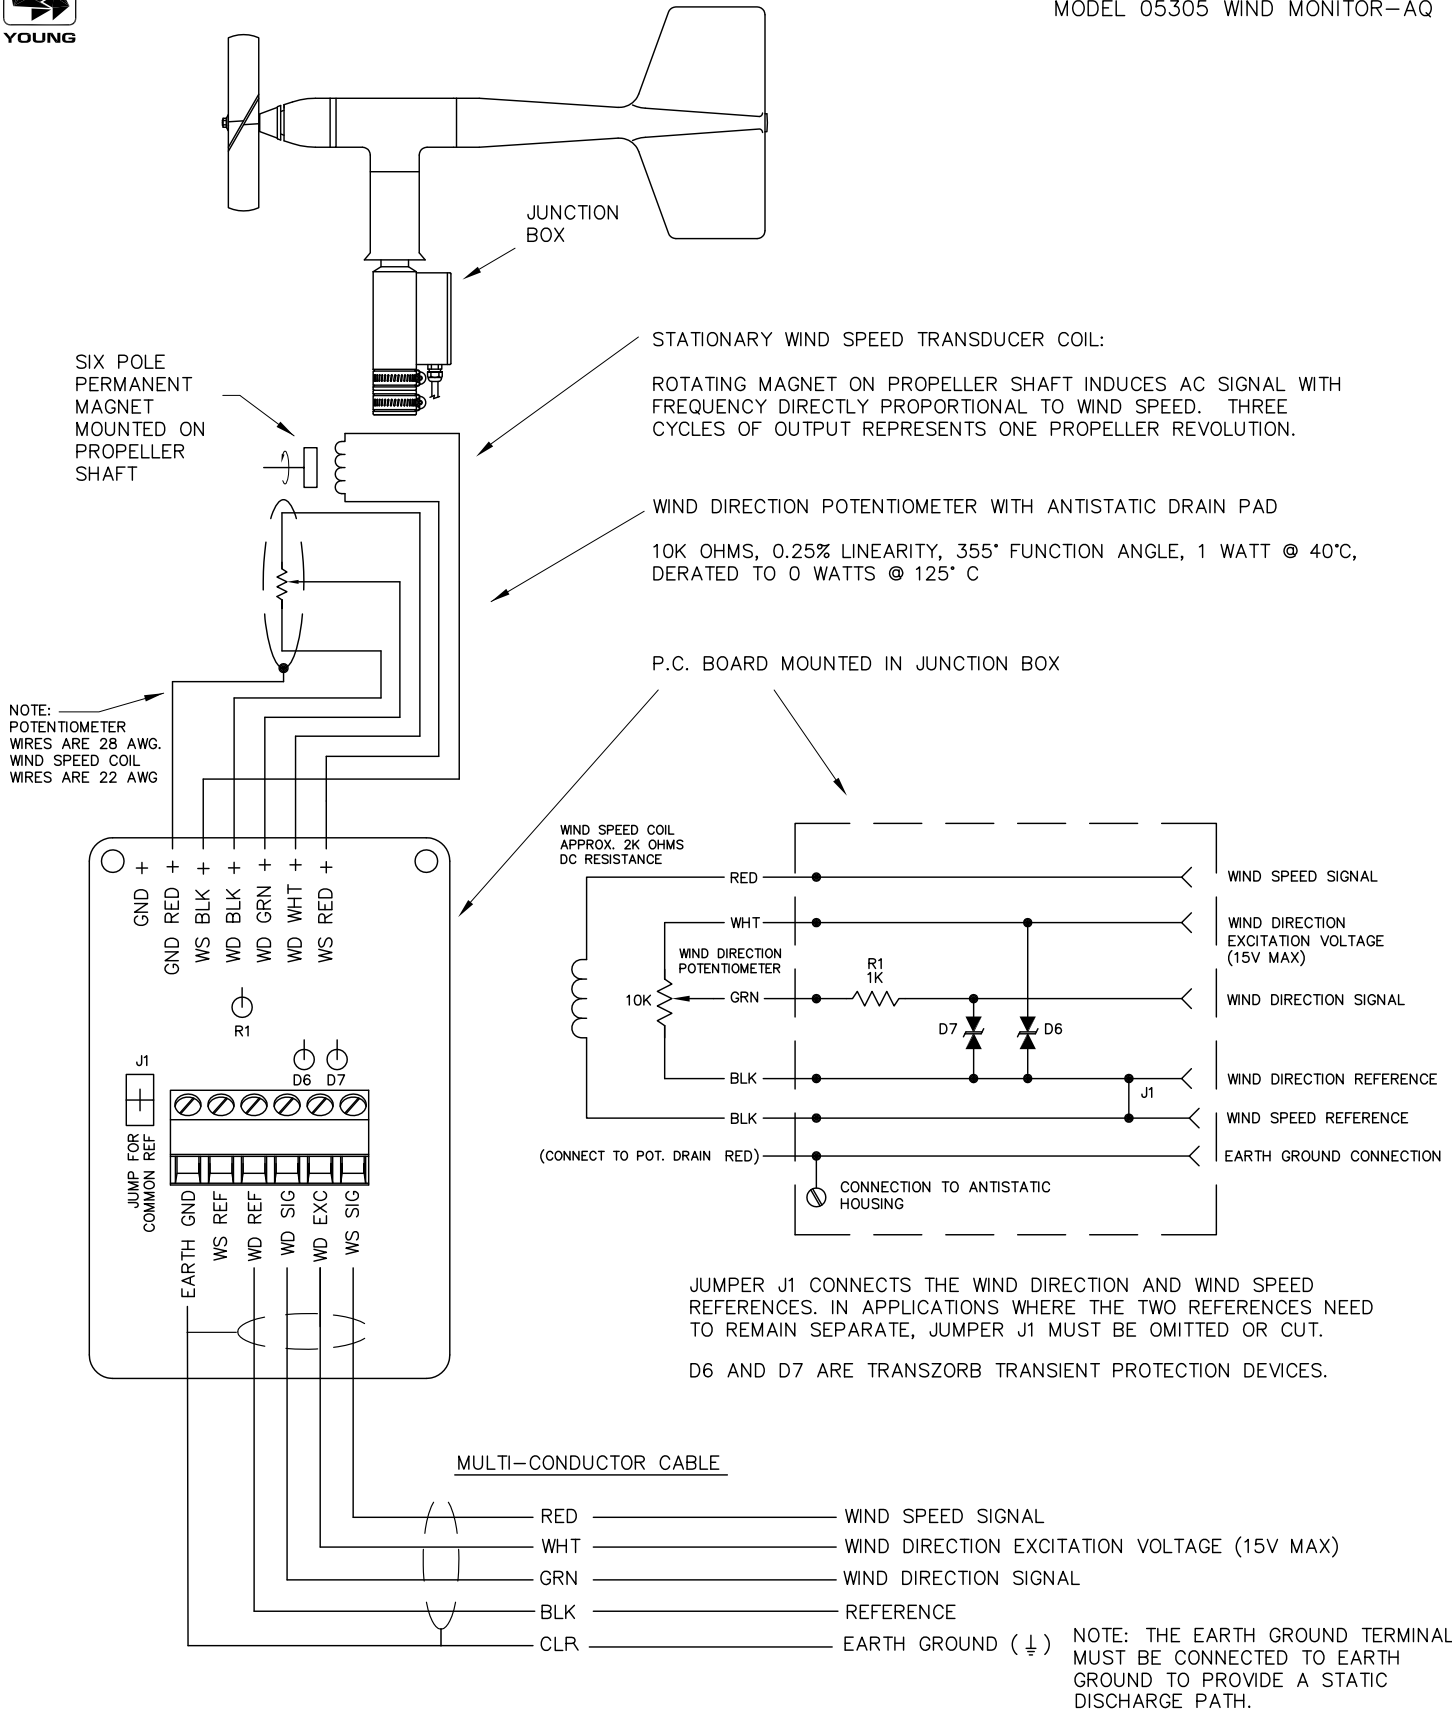 YOUNG
MODEL 05305 WIND MONITOR-AQ
JUNCTION
BOX
STATIONARY WIND SPEED TRANSDUCER COIL:
ROTATING MAGNET ON PROPELLER SHAFT INDUCES AC SIGNAL WITH
FREQUENCY DIRECTLY PROPORTIONAL TO WIND SPEED. THREE
CYCLES OF OUTPUT REPRESENTS ONE PROPELLER REVOLUTION.
SIX POLE
PERMANENT
MAGNET
MOUNTED ON
PROPELLER
SHAFT
WIND DIRECTION POTENTIOMETER WITH ANTISTATIC DRAIN PAD
10K OHMS, 0.25% LINEARITY, 355° FUNCTION ANGLE, 1 WATT @ 40°C,
DERATED TO 0 WATTS @ 125° C
P.C. BOARD MOUNTED IN JUNCTION BOX
NOTE:
POTENTIOMETER
WIRES ARE 28 AWG.
WIND SPEED COIL
WIRES ARE 22 AWG
GND +
GND RED +
WS BLK +
WD BLK +
WD GRN +
WD WHT +
WS RED +
R1
J1
D6
D7
JUMP FOR
COMMON REF
EARTH GND
WS REF
WD REF
WD SIG
WD EXC
WS SIG
WIND SPEED COIL
APPROX. 2K OHMS
DC RESISTANCE
RED
WIND SPEED SIGNAL
WHT
WIND DIRECTION
EXCITATION VOLTAGE
(15V MAX)
WIND DIRECTION
POTENTIOMETER
10K
GRN
R1
1K
WIND DIRECTION SIGNAL
D7
D6
BLK
WIND DIRECTION REFERENCE
J1
BLK
WIND SPEED REFERENCE
(CONNECT TO POT. DRAIN RED)
EARTH GROUND CONNECTION
CONNECTION TO ANTISTATIC
HOUSING
JUMPER J1 CONNECTS THE WIND DIRECTION AND WIND SPEED
REFERENCES. IN APPLICATIONS WHERE THE TWO REFERENCES NEED
TO REMAIN SEPARATE, JUMPER J1 MUST BE OMITTED OR CUT.
D6 AND D7 ARE TRANSZORB TRANSIENT PROTECTION DEVICES.
MULTI-CONDUCTOR CABLE
RED WIND SPEED SIGNAL
WHT WIND DIRECTION EXCITATION VOLTAGE (15V MAX)
GRN WIND DIRECTION SIGNAL
BLK REFERENCE
CLR EARTH GROUND (⏚)
NOTE: THE EARTH GROUND TERMINAL
MUST BE CONNECTED TO EARTH
GROUND TO PROVIDE A STATIC
DISCHARGE PATH.